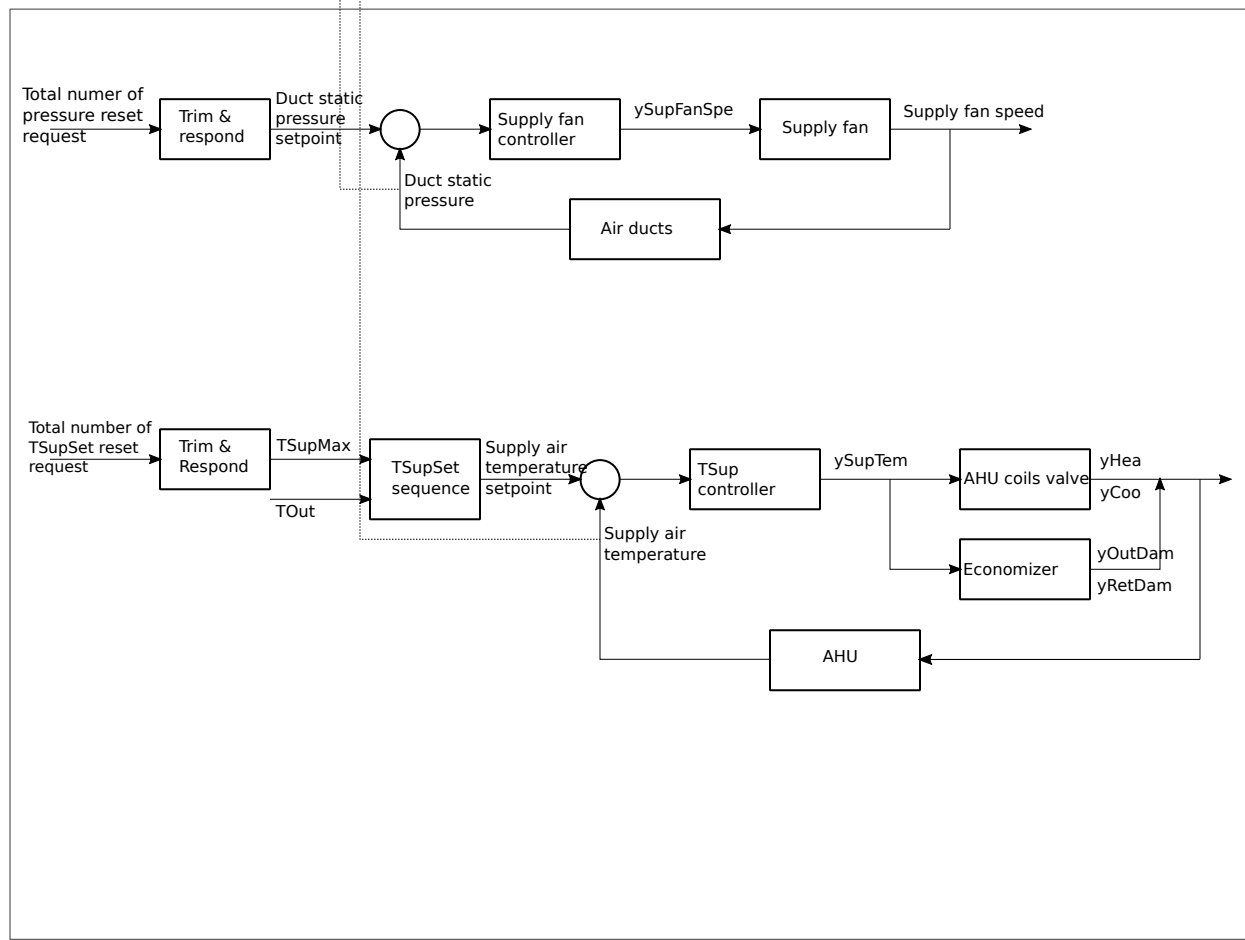 Total numer of
pressure reset
request
Trim &
respond
Duct static
pressure
setpoint
Supply fan
controller
ySupFanSpe
Supply fan
Supply fan speed
Duct static
pressure
Air ducts
Total number of
TSupSet reset
request
Trim &
Respond
TSupMax
TOut
TSupSet
sequence
Supply air
temperature
setpoint
TSup
controller
ySupTem
AHU coils valve
yHea
yCoo
Supply air
temperature
Economizer
yOutDam
yRetDam
AHU